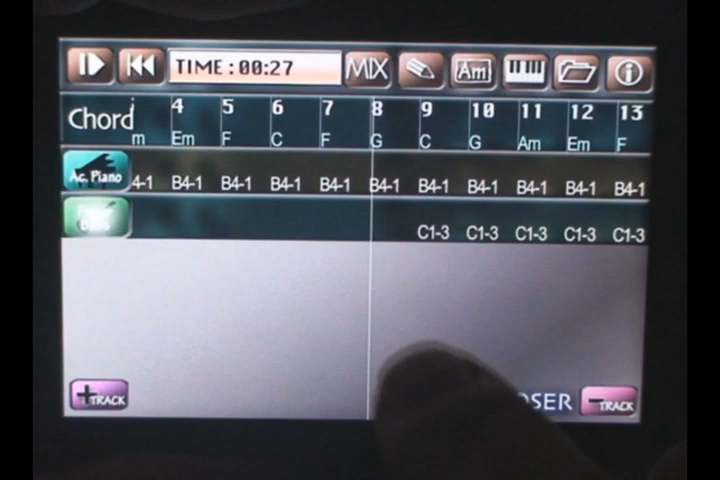 TIME : 00:27 MIX Am i
Chord 4 5 6 7 8 9 10 11 12 13
m Em F C F G C G Am Em F
Ac. Piano 4-1 B4-1 B4-1 B4-1 B4-1 B4-1 B4-1 B4-1 B4-1 B4-1 B4-1
C1-3 C1-3 C1-3 C1-3 C1-3
+TRACK OSER -TRACK